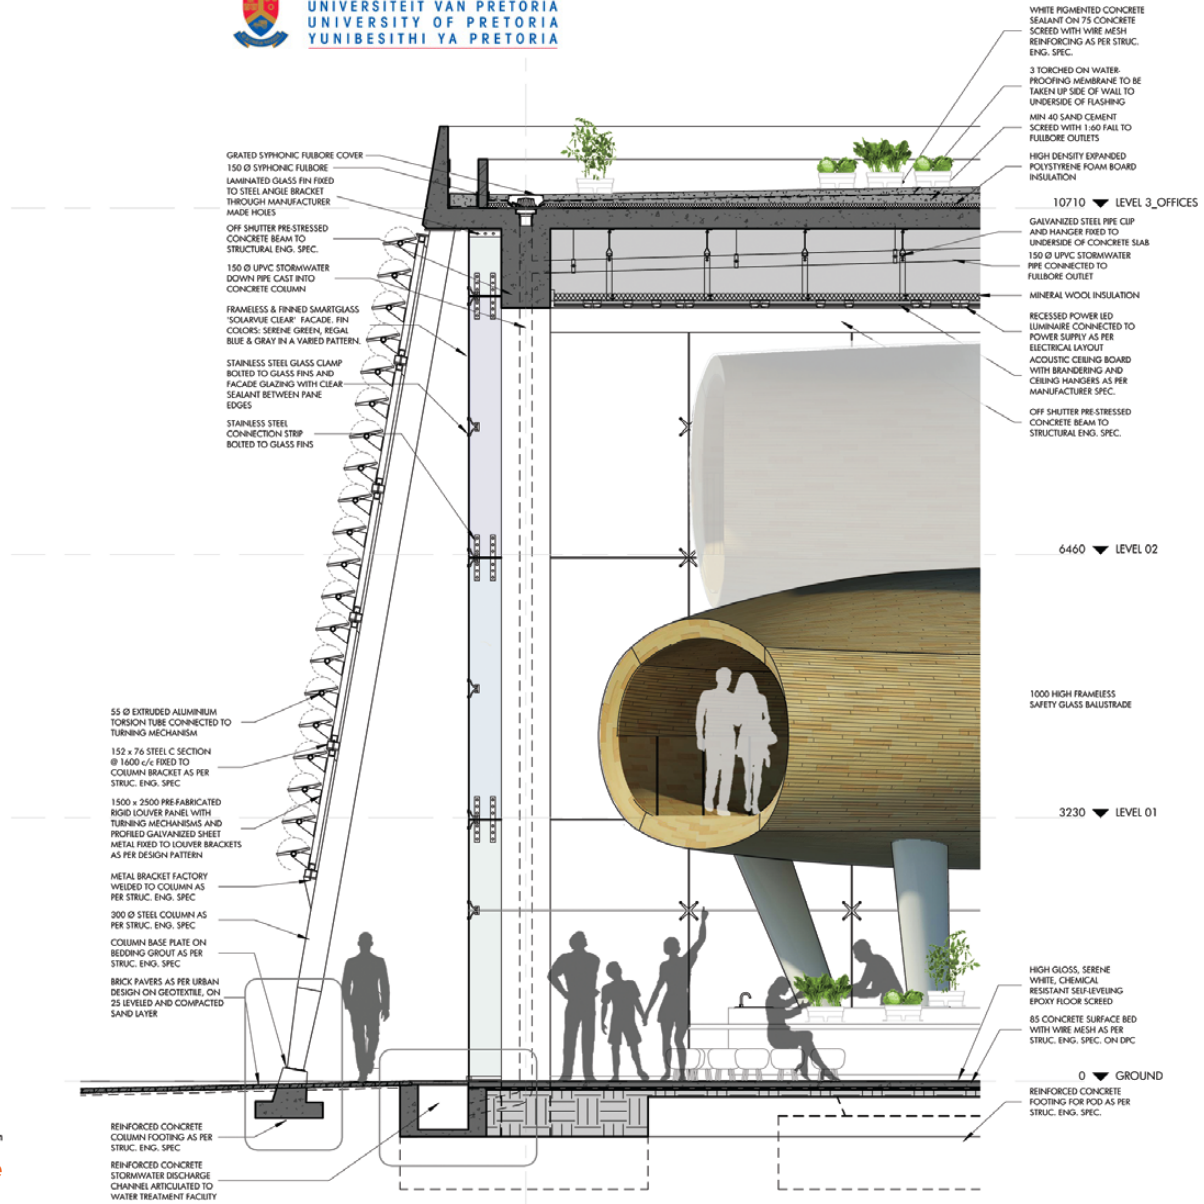 UNIVERSITEIT VAN PRETORIA
UNIVERSITY OF PRETORIA
YUNIBESITHI YA PRETORIA
GRATED SYPHONIC FULBORE COVER
150 Ø SYPHONIC FULBORE
LAMINATED GLASS FIN FIXED
TO STEEL ANGLE BRACKET
THROUGH MANUFACTURER
MADE HOLES
OFF SHUTTER PRE-STRESSED
CONCRETE BEAM TO
STRUCTURAL ENG. SPEC.
150 Ø UPVC STORMWATER
DOWN PIPE CAST INTO
CONCRETE COLUMN
FRAMELESS & FINNED SMARTGLASS
'SOLARVUE CLEAR' FACADE. FIN
COLORS: SERENE GREEN, REGAL
BLUE & GRAY IN A VARIED PATTERN.
STAINLESS STEEL GLASS CLAMP
BOLTED TO GLASS FINS AND
FACADE GLAZING WITH CLEAR
SEALANT BETWEEN PANE
EDGES
STAINLESS STEEL
CONNECTION STRIP
BOLTED TO GLASS FINS
55 Ø EXTRUDED ALUMINIUM
TORSION TUBE CONNECTED TO
TURNING MECHANISM
152 x 76 STEEL C SECTION
@ 1600 c/c FIXED TO
COLUMN BRACKET AS PER
STRUC. ENG. SPEC
1500 x 2500 PRE-FABRICATED
RIGID LOUVER PANEL WITH
TURNING MECHANISMS AND
PROFILED GALVANIZED SHEET
METAL FIXED TO LOUVER BRACKETS
AS PER DESIGN PATTERN
METAL BRACKET FACTORY
WELDED TO COLUMN AS
PER STRUC. ENG. SPEC
300 Ø STEEL COLUMN AS
PER STRUC. ENG. SPEC
COLUMN BASE PLATE ON
BEDDING GROUT AS PER
STRUC. ENG. SPEC
BRICK PAVERS AS PER URBAN
DESIGN ON GEOTEXTILE, ON
25 LEVELED AND COMPACTED
SAND LAYER
REINFORCED CONCRETE
COLUMN FOOTING AS PER
STRUC. ENG. SPEC
REINFORCED CONCRETE
STORMWATER DISCHARGE
CHANNEL ARTICULATED TO
WATER TREATMENT FACILITY
WHITE PIGMENTED CONCRETE
SEALANT ON 75 CONCRETE
SCREED WITH WIRE MESH
REINFORCING AS PER STRUC.
ENG. SPEC.
3 TORCHED ON WATER-
PROOFING MEMBRANE TO BE
TAKEN UP SIDE OF WALL TO
UNDERSIDE OF FLASHING
MIN 40 SAND CEMENT
SCREED WITH 1:60 FALL TO
FULLBORE OUTLETS
HIGH DENSITY EXPANDED
POLYSTYRENE FOAM BOARD
INSULATION
10710 LEVEL 3_OFFICES
GALVANIZED STEEL PIPE CLIP
AND HANGER FIXED TO
UNDERSIDE OF CONCRETE SLAB
150 Ø UPVC STORMWATER
PIPE CONNECTED TO
FULLBORE OUTLET
MINERAL WOOL INSULATION
RECESSED POWER LED
LUMINAIRE CONNECTED TO
POWER SUPPLY AS PER
ELECTRICAL LAYOUT
ACOUSTIC CEILING BOARD
WITH BRANDERING AND
CEILING HANGERS AS PER
MANUFACTURER SPEC.
OFF SHUTTER PRE-STRESSED
CONCRETE BEAM TO
STRUCTURAL ENG. SPEC.
6460 LEVEL 02
1000 HIGH FRAMELESS
SAFETY GLASS BALUSTRADE
3230 LEVEL 01
HIGH GLOSS, SERENE
WHITE, CHEMICAL
RESISTANT SELF-LEVELING
EPOXY FLOOR SCREED
85 CONCRETE SURFACE BED
WITH WIRE MESH AS PER
STRUC. ENG. SPEC. ON DPC
0 GROUND
REINFORCED CONCRETE
FOOTING FOR POD AS PER
STRUC. ENG. SPEC.